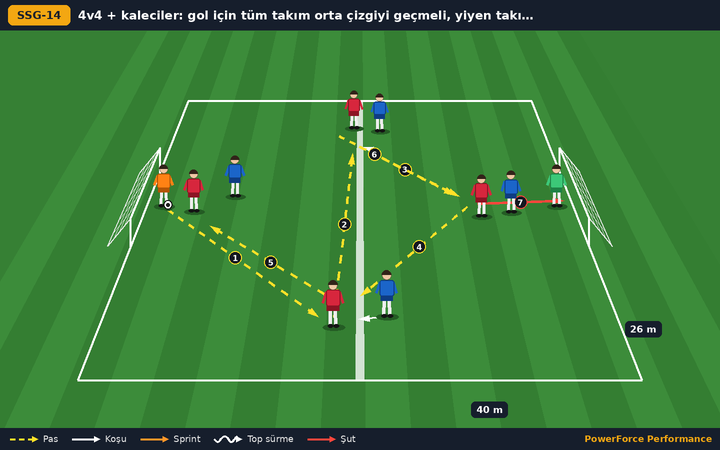 SSG-14 4v4 + kaleciler: gol için tüm takım orta çizgiyi geçmeli, yiyen takı…
6
3
7
2
4
1
5
26 m
40 m
Pas Koşu Sprint Top sürme Şut PowerForce Performance